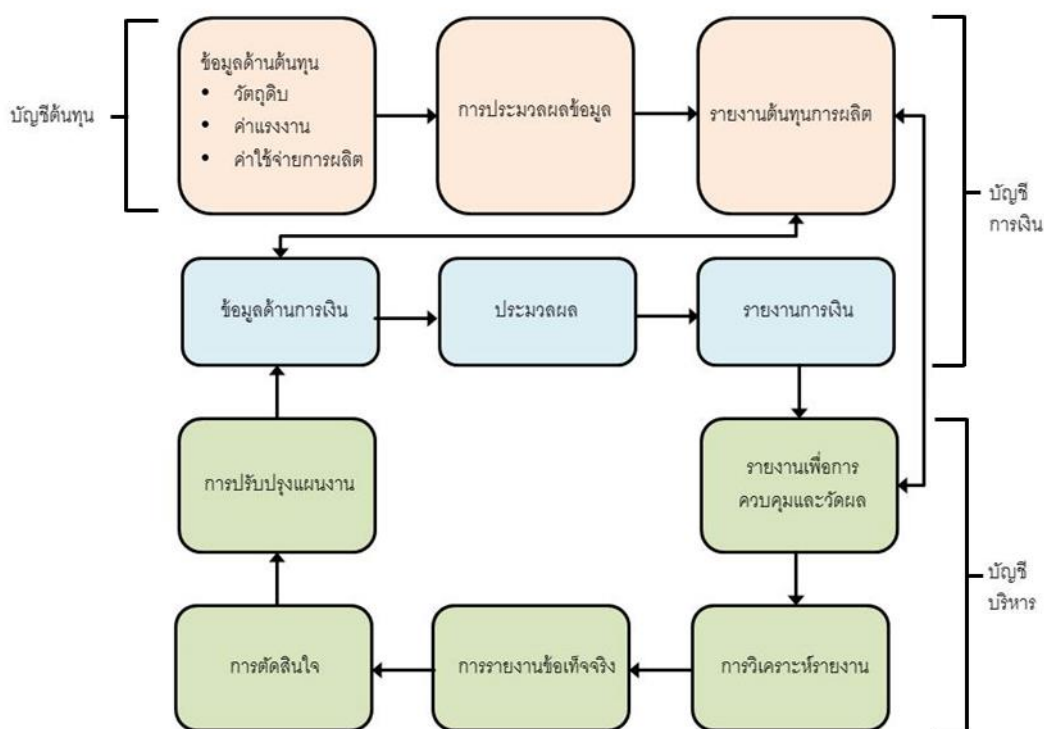 บัญชีต้นทุน
ข้อมูลด้านต้นทุน
• วัตถุดิบ
• ค่าแรงงาน
• ค่าใช้จ่ายการผลิต
การประมวลผลข้อมูล
รายงานต้นทุนการผลิต
บัญชี
การเงิน
ข้อมูลด้านการเงิน
ประมวลผล
รายงานการเงิน
การปรับปรุงแผนงาน
รายงานเพื่อการ
ควบคุมและวัดผล
บัญชี
บริหาร
การตัดสินใจ
การรายงานข้อเท็จจริง
การวิเคราะห์รายงาน